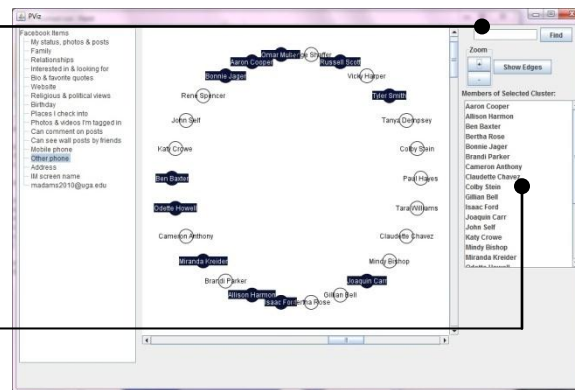 PViz
Facebook Items
My status, photos & posts
Family
Relationships
Interested in & looking for
Bio & favorite quotes
Website
Religious & political views
Birthday
Places I check into
Photos & videos I'm tagged in
Can comment on posts
Can see wall posts by friends
Mobile phone
Other phone
Address
IM screen name
madams2010@uga.edu
Omar Muller
Shaffer
Russell Scott
Aaron Cooper
Vicky Harper
Bonnie Jager
Tyler Smith
Rene Spencer
Tanya Dempsey
John Self
Colby Stein
Katy Crowe
Paul Hayes
Ben Baxter
Tara Williams
Odette Howell
Claudette Chavez
Cameron Anthony
Mindy Bishop
Miranda Kreider
Joaquin Carr
Brandi Parker
Gillian Bell
Allison Harmon
Isaac Ford
Rose
Find
Zoom
+
-
Show Edges
Members of Selected Cluster:
Aaron Cooper
Allison Harmon
Ben Baxter
Bertha Rose
Bonnie Jager
Brandi Parker
Cameron Anthony
Claudette Chavez
Colby Stein
Gillian Bell
Isaac Ford
Joaquin Carr
John Self
Katy Crowe
Mindy Bishop
Miranda Kreider
Odette Howell